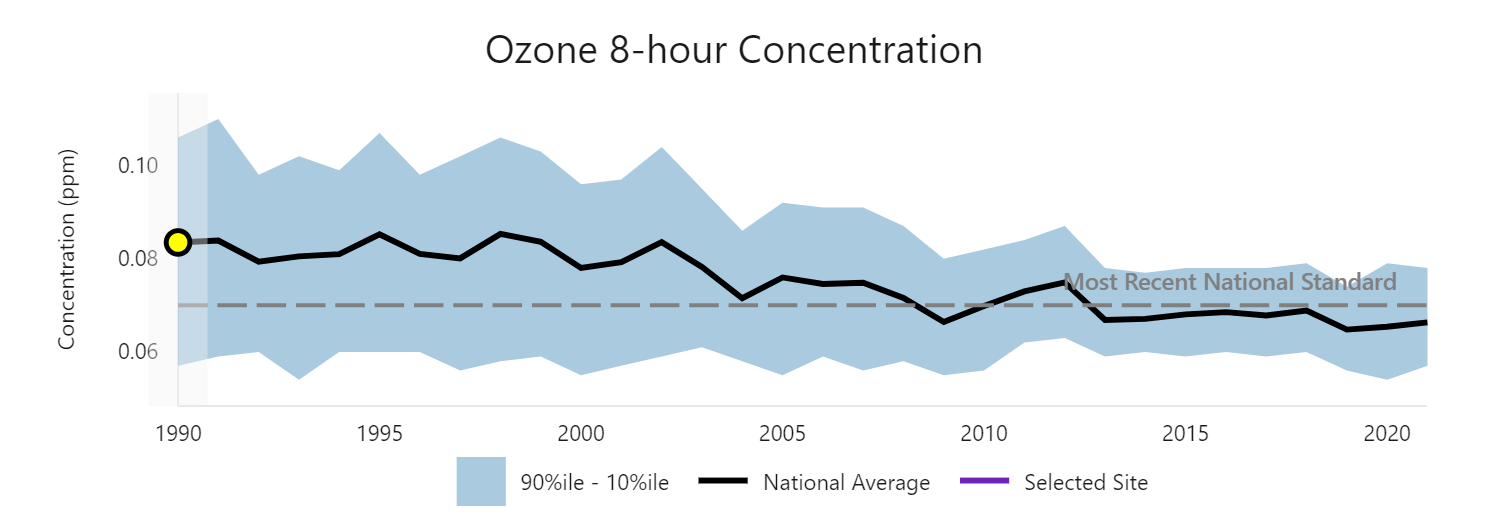 Ozone 8-hour Concentration
Concentration (ppm)
0.10
0.08
0.06
Most Recent National Standard
1990 1995 2000 2005 2010 2015 2020
90%ile - 10%ile National Average Selected Site